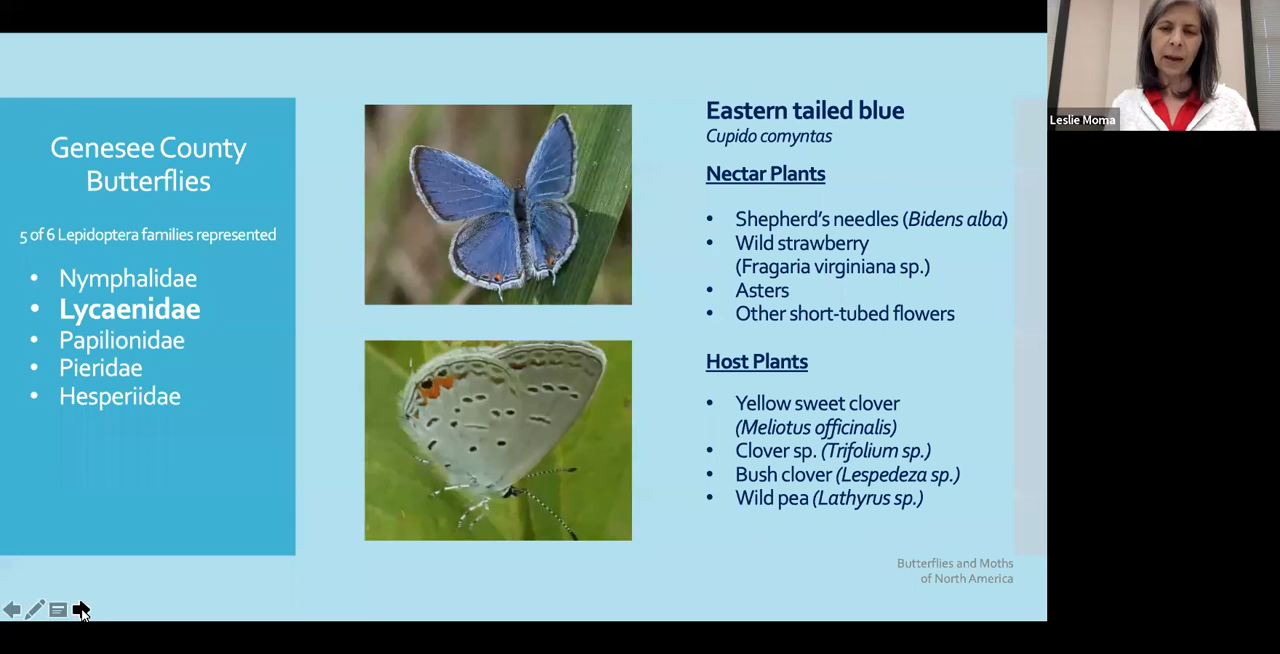 Genesee County
Butterflies
5 of 6 Lepidoptera families represented
• Nymphalidae
• Lycaenidae
• Papilionidae
• Pieridae
• Hesperiidae
Eastern tailed blue
Cupido comyntas
Nectar Plants
• Shepherd's needles (Bidens alba)
• Wild strawberry
(Fragaria virginiana sp.)
• Asters
• Other short-tubed flowers
Host Plants
• Yellow sweet clover
(Meliotus officinalis)
• Clover sp. (Trifolium sp.)
• Bush clover (Lespedeza sp.)
• Wild pea (Lathyrus sp.)
Butterflies and Moths
of North America
Leslie Moma